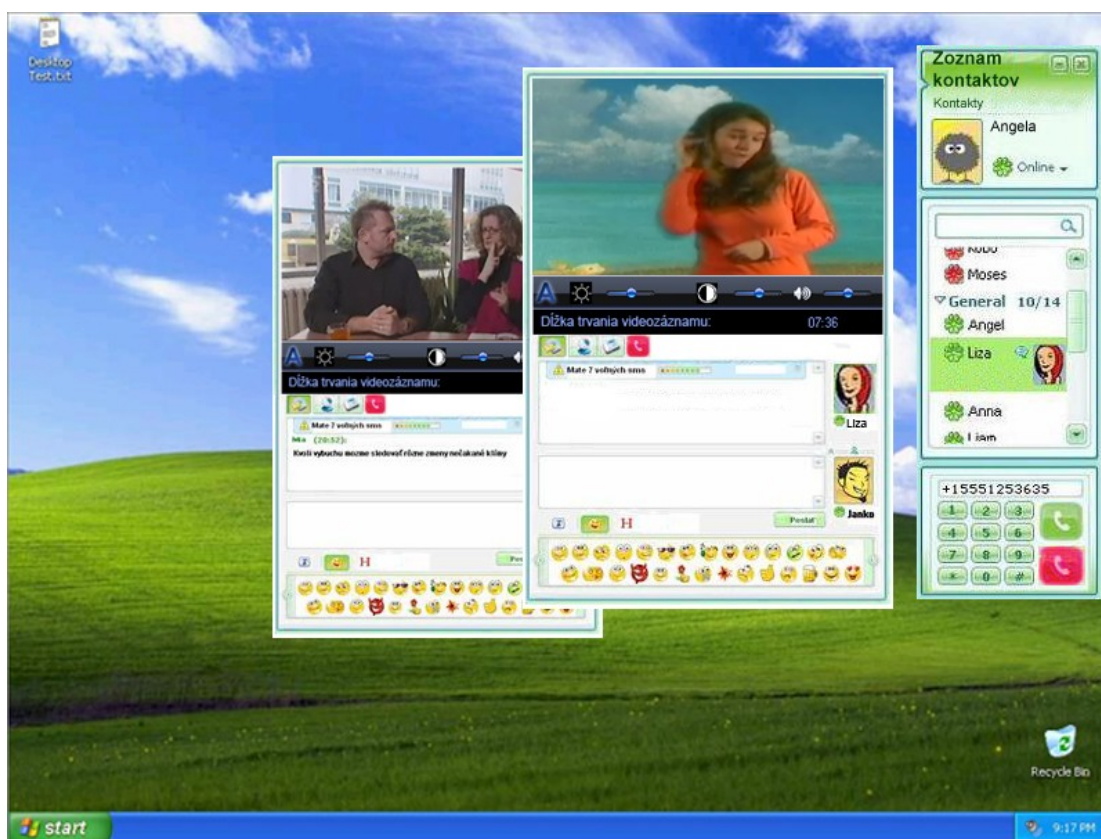 Desktop
Test.txt
Zoznam
kontaktov
Kontakty
Angela
Online
Moses
General 10/14
Angel
Liza
Anna
Liam
+15551253635
1 2 3
4 5 6
7 8 9
* 0 #
A
Dĺžka trvania videozáznamu: 07:36
Mate 7 voľných sms
Liza
Janko
H
Poslať
A
Dĺžka trvania videozáznamu:
Mate 7 voľných sms
Mia (20:52):
Kvoli vybuchu mozme sledovať rôzne zmeny nečakané klímy
H
Recycle Bin
start
9:17 PM